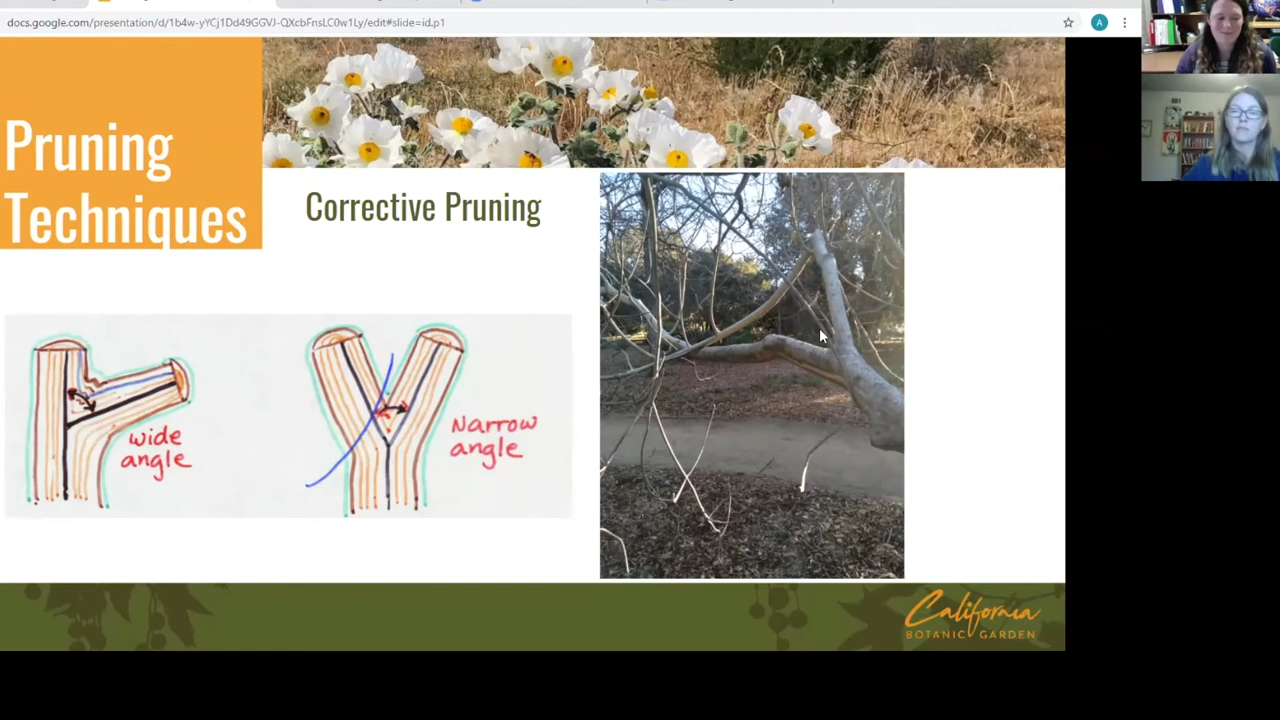 docs.google.com/presentation/d/1b4w-yYCj1Dd49GGVJ-QXcbFnsLC0w1Ly/edit#slide=id.p1
A
Pruning
Techniques
Corrective Pruning
wide
angle
Narrow
angle
California
BOTANIC GARDEN